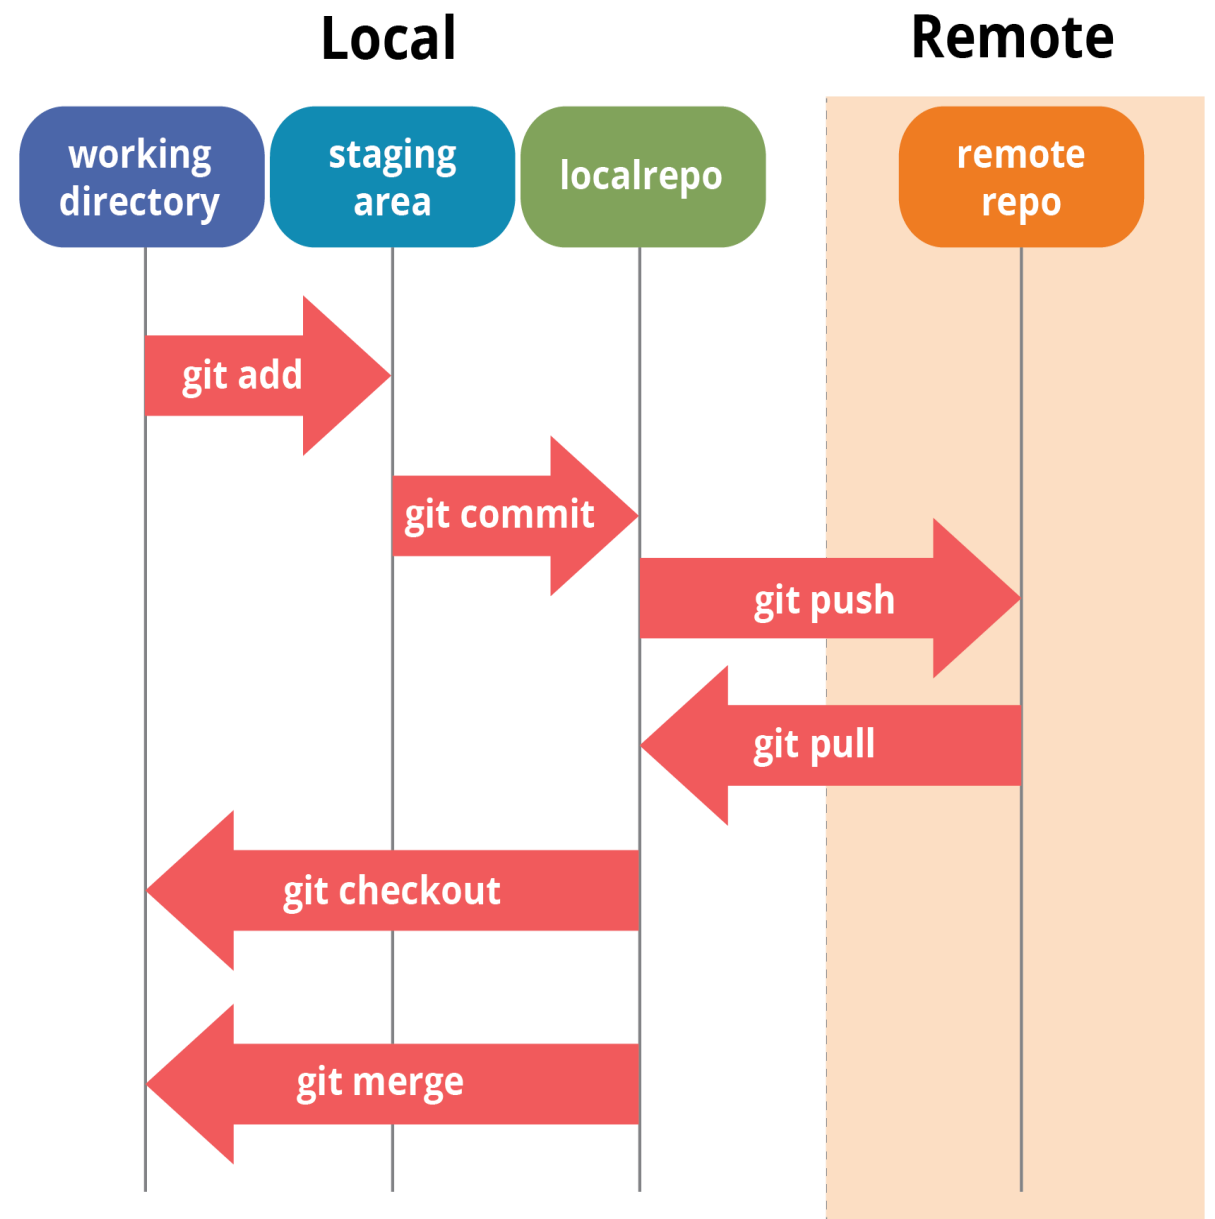 Local
Remote
working
directory
staging
area
localrepo
remote
repo
git add
git commit
git push
git pull
git checkout
git merge